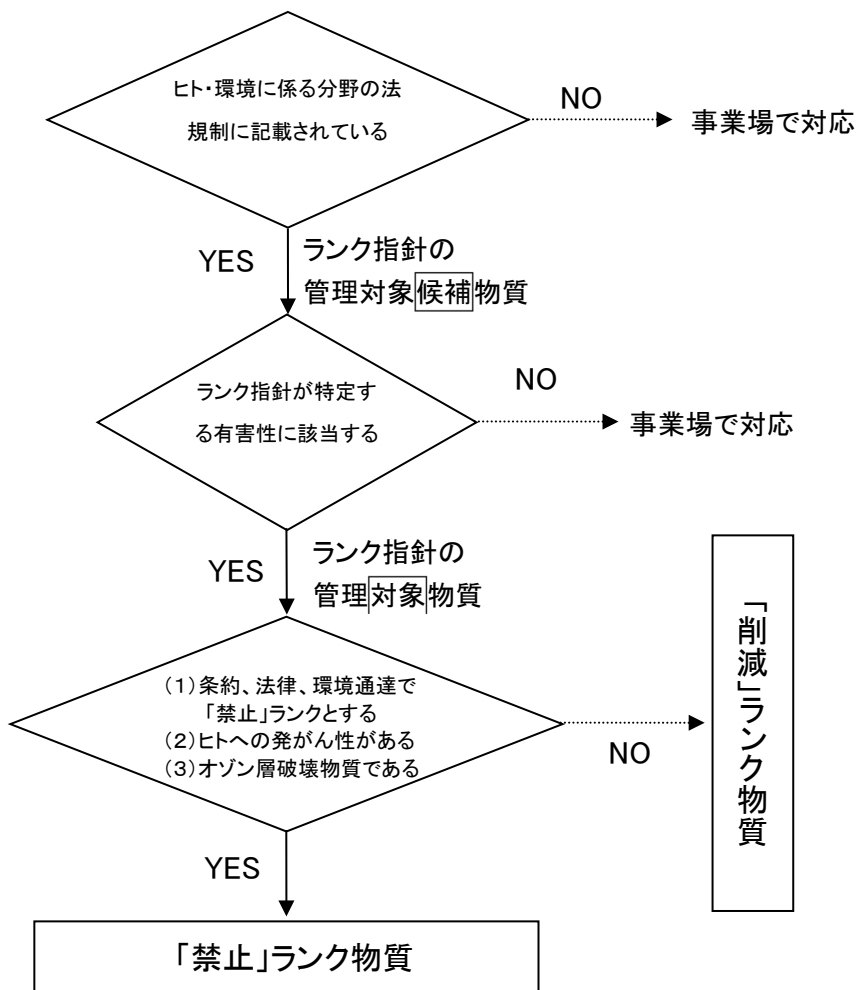 ヒト・環境に係る分野の法
規制に記載されている
NO
事業場で対応
YES
ランク指針の
管理対象候補物質
ランク指針が特定す
る有害性に該当する
NO
事業場で対応
YES
ランク指針の
管理対象物質
(1)条約、法律、環境通達で
「禁止」ランクとする
(2)ヒトへの発がん性がある
(3)オゾン層破壊物質である
NO
「削減」ランク物質
YES
「禁止」ランク物質